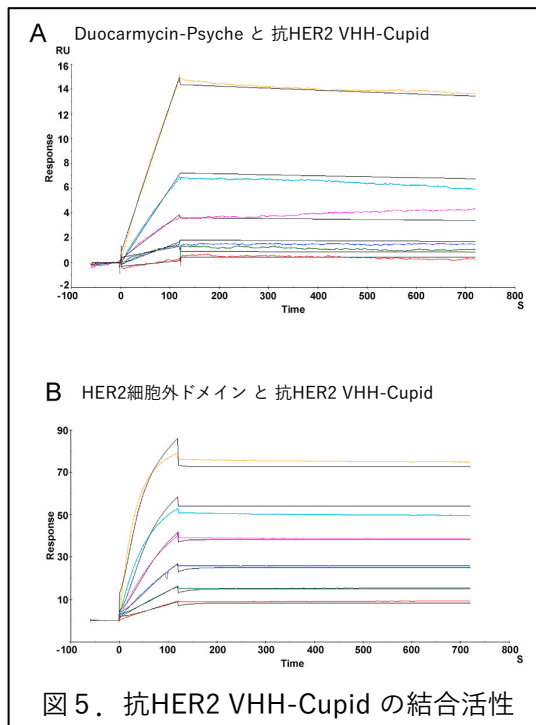 A Duocarmycin-Psyche と 抗HER2 VHH-Cupid
RU
16
14
12
10
8
6
4
2
0
-2
Response
-100 0 100 200 300 400 500 600 700 800
Time S
B HER2細胞外ドメイン と 抗HER2 VHH-Cupid
90
70
50
30
10
Response
-100 0 100 200 300 400 500 600 700 800
Time S
図5. 抗HER2 VHH-Cupid の結合活性